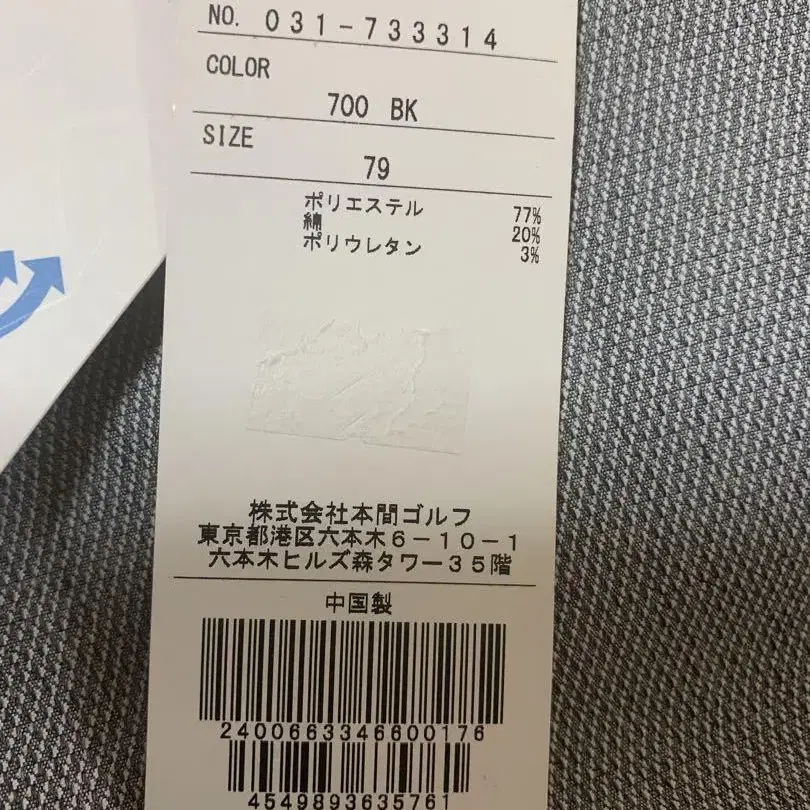 NO. 031-733314
COLOR
700 BK
SIZE
79
ポリエステル 77%
綿 20%
ポリウレタン 3%
株式会社本間ゴルフ
東京都港区六本木6-10-1
六本木ヒルズ森タワー35階
中国製
2400663346600176
4549893635761